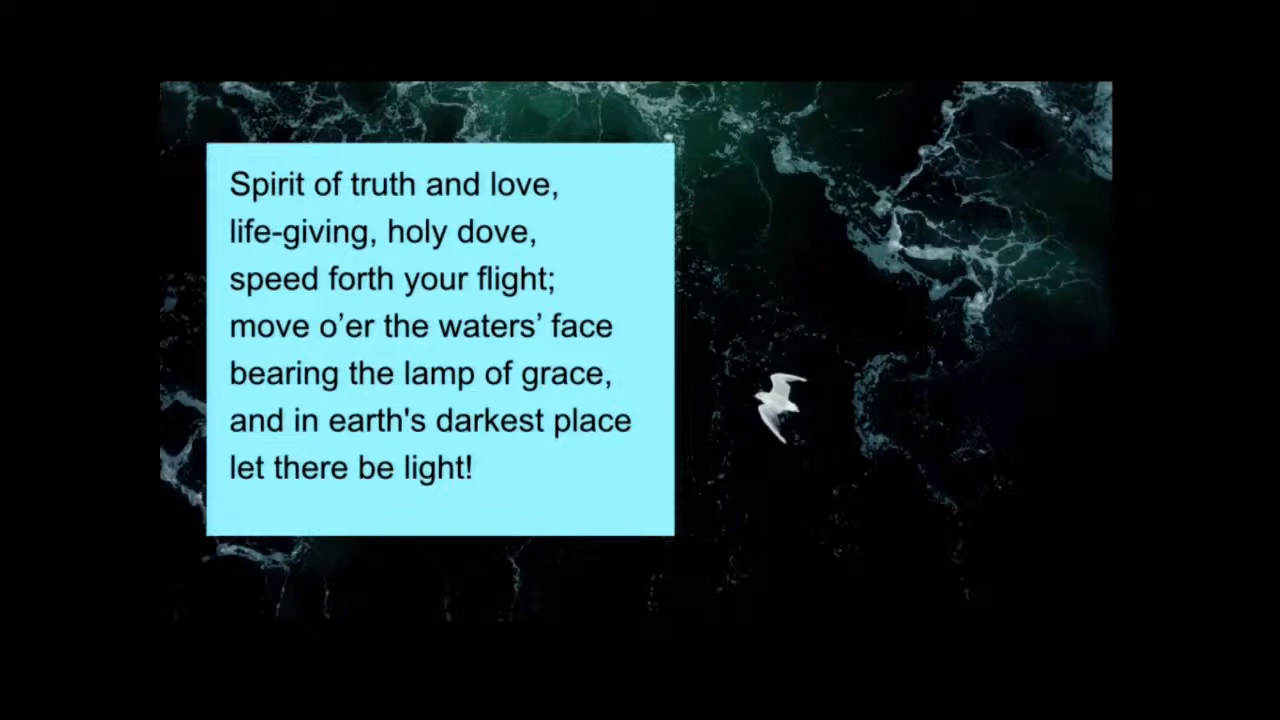 Spirit of truth and love,
life-giving, holy dove,
speed forth your flight;
move o’er the waters’ face
bearing the lamp of grace,
and in earth's darkest place
let there be light!